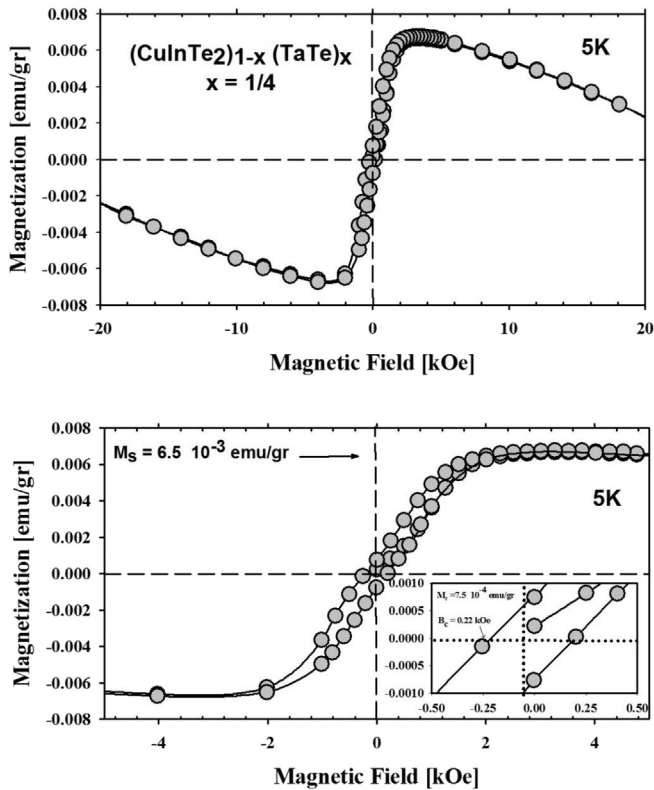 0.008
0.006
0.004
0.002
0.000
-0.002
-0.004
-0.006
-0.008
Magnetization [emu/gr]
(CuInTe2)1-x (TaTe)x
x = 1/4
5K
-20 -10 0 10 20
Magnetic Field [kOe]
0.008
0.006
0.004
0.002
0.000
-0.002
-0.004
-0.006
-0.008
Magnetization [emu/gr]
MS = 6.5 10-3 emu/gr
5K
0.0010
0.0005
0.0000
-0.0005
-0.0010
Mr =7.5 10-4 emu/gr
Bc = 0.22 kOe
-0.50 -0.25 0.00 0.25 0.50
-4 -2 0 2 4
Magnetic Field [kOe]